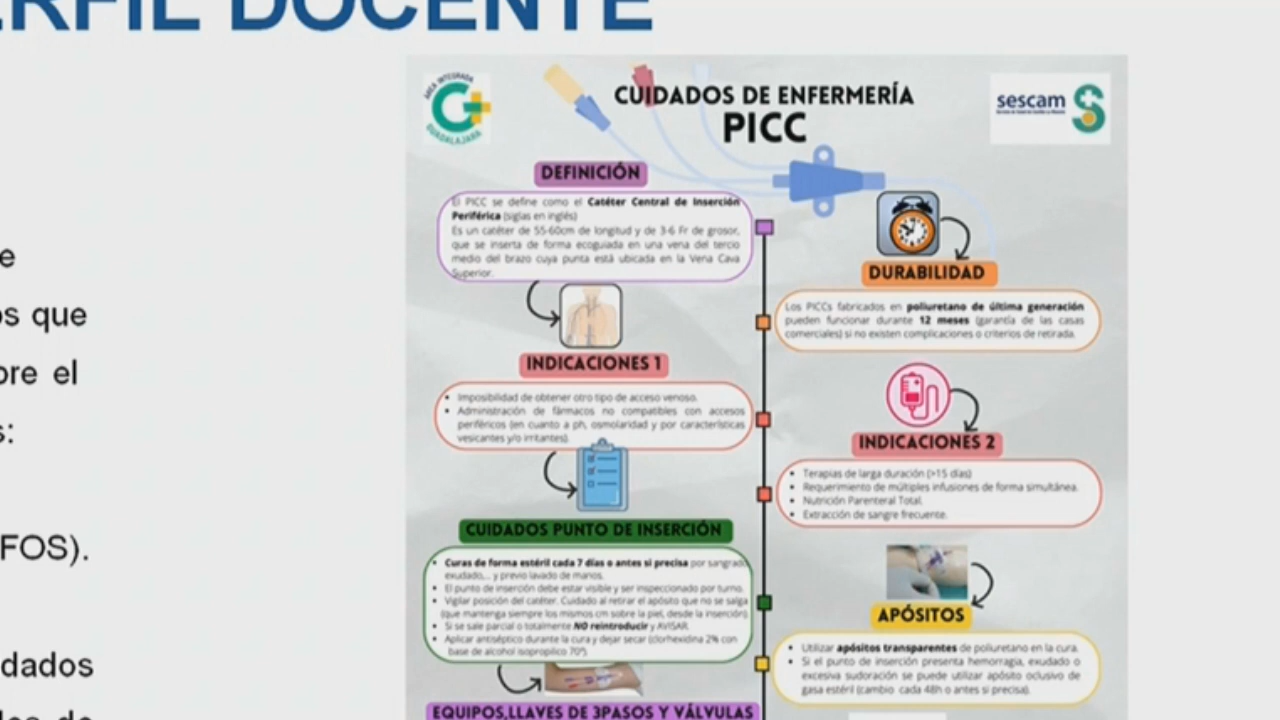 ERFIL DOCENTE
e
os que
bre el
s:
FOS).
dados
ÁREA INTEGRADA
GUADALAJARA
CUIDADOS DE ENFERMERÍA
PICC
sescam
DEFINICIÓN
El PICC se define como el Catéter Central de Inserción
Periférica (siglas en inglés)
Es un catéter de 55-60cm de longitud y de 3-6 Fr de grosor,
que se inserta de forma ecoguiada en una vena del tercio
medio del brazo cuya punta está ubicada en la Vena Cava
Superior.
DURABILIDAD
Los PICCs fabricados en poliuretano de última generación
pueden funcionar durante 12 meses (garantía de las casas
comerciales) si no existen complicaciones o criterios de retirada.
INDICACIONES 1
• Imposibilidad de obtener otro tipo de acceso venoso.
• Administración de fármacos no compatibles con accesos
periféricos (en cuanto a ph, osmolaridad y por características
vesicantes y/o irritantes).
INDICACIONES 2
• Terapias de larga duración (>15 días)
• Requerimiento de múltiples infusiones de forma simultánea.
• Nutrición Parenteral Total.
• Extracción de sangre frecuente.
CUIDADOS PUNTO DE INSERCIÓN
• Curas de forma estéril cada 7 días o antes si precisa por sangrado,
exudado,... y previo lavado de manos.
• El punto de inserción debe estar visible y ser inspeccionado por turno.
• Vigilar posición del catéter. Cuidado al retirar el apósito que no se salga
(que mantenga siempre los mismos cm sobre la piel, desde la inserción).
• Si se sale parcial o totalmente NO reintroducir y AVISAR.
• Aplicar antiséptico durante la cura y dejar secar (clorhexidina 2% con
base de alcohol isopropílico 70º).
APÓSITOS
• Utilizar apósitos transparentes de poliuretano en la cura.
• Si el punto de inserción presenta hemorragia, exudado o
excesiva sudoración se puede utilizar apósito oclusivo de
gasa estéril (cambio cada 48h o antes si precisa).
EQUIPOS,LLAVES DE 3PASOS Y VÁLVULAS